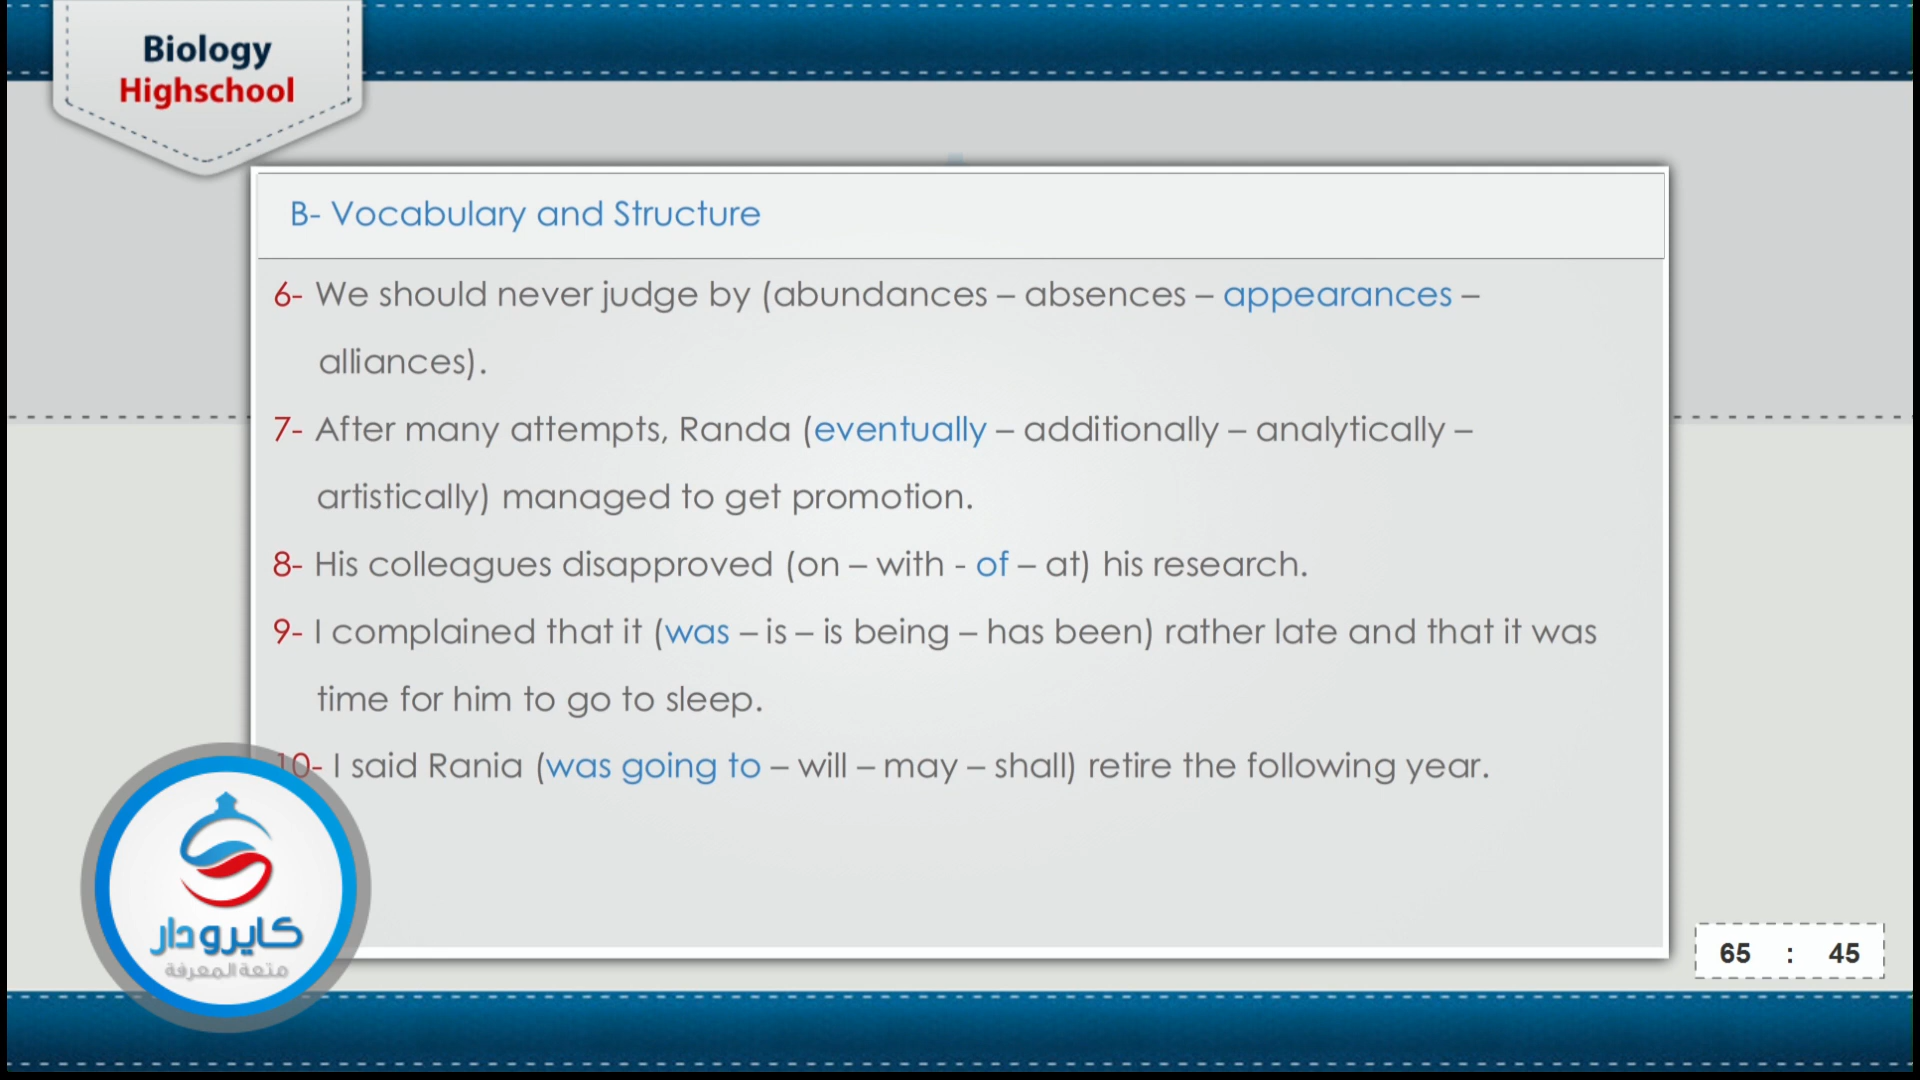 Biology
Highschool
B- Vocabulary and Structure
6- We should never judge by (abundances – absences – appearances –
alliances).
7- After many attempts, Randa (eventually – additionally – analytically –
artistically) managed to get promotion.
8- His colleagues disapproved (on – with - of – at) his research.
9- I complained that it (was – is – is being – has been) rather late and that it was
time for him to go to sleep.
10- I said Rania (was going to – will – may – shall) retire the following year.
كايرودار
متعة المعرفة
65 : 45